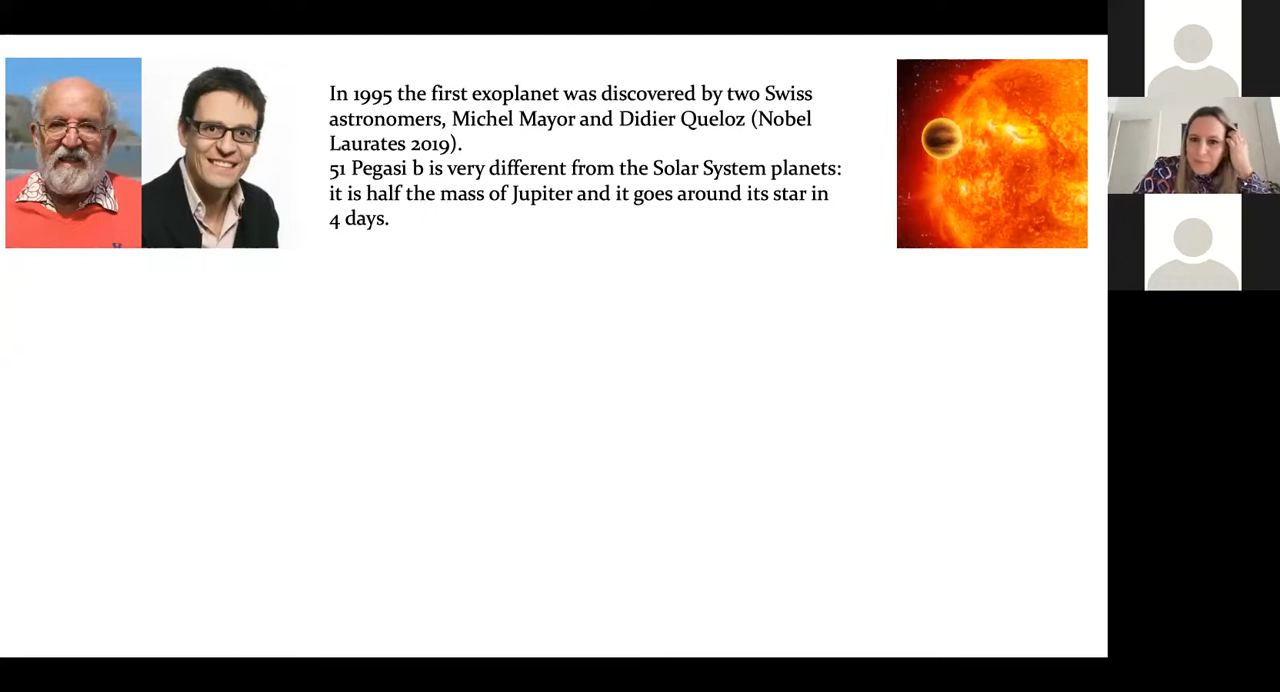 In 1995 the first exoplanet was discovered by two Swiss
astronomers, Michel Mayor and Didier Queloz (Nobel
Laurates 2019).
51 Pegasi b is very different from the Solar System planets:
it is half the mass of Jupiter and it goes around its star in
4 days.